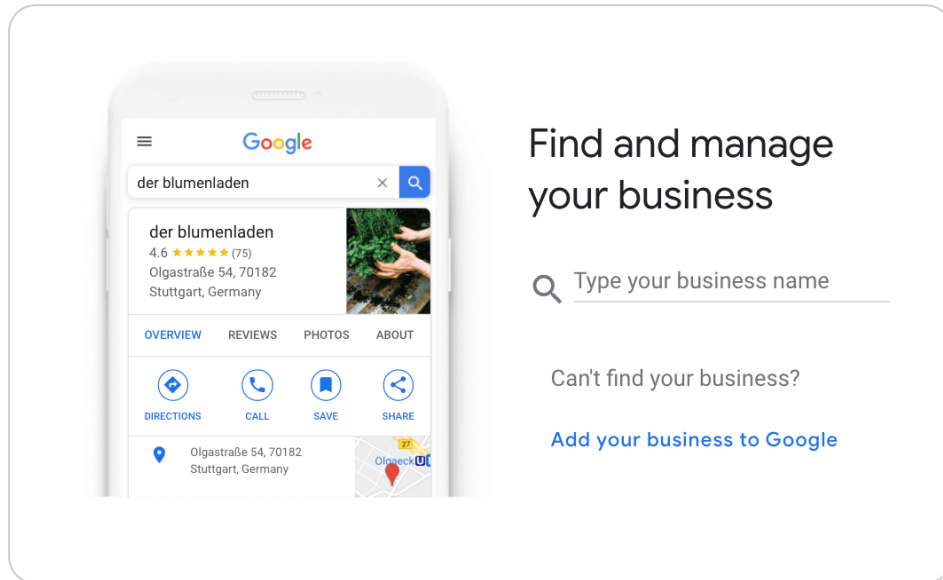 Google
der blumenladen
der blumenladen
4.6 ★★★★★ (75)
Olgastraße 54, 70182
Stuttgart, Germany
OVERVIEW REVIEWS PHOTOS ABOUT
DIRECTIONS CALL SAVE SHARE
Olgastraße 54, 70182
Stuttgart, Germany
27
Olgaeck U
Find and manage
your business
Type your business name
Can't find your business?
Add your business to Google